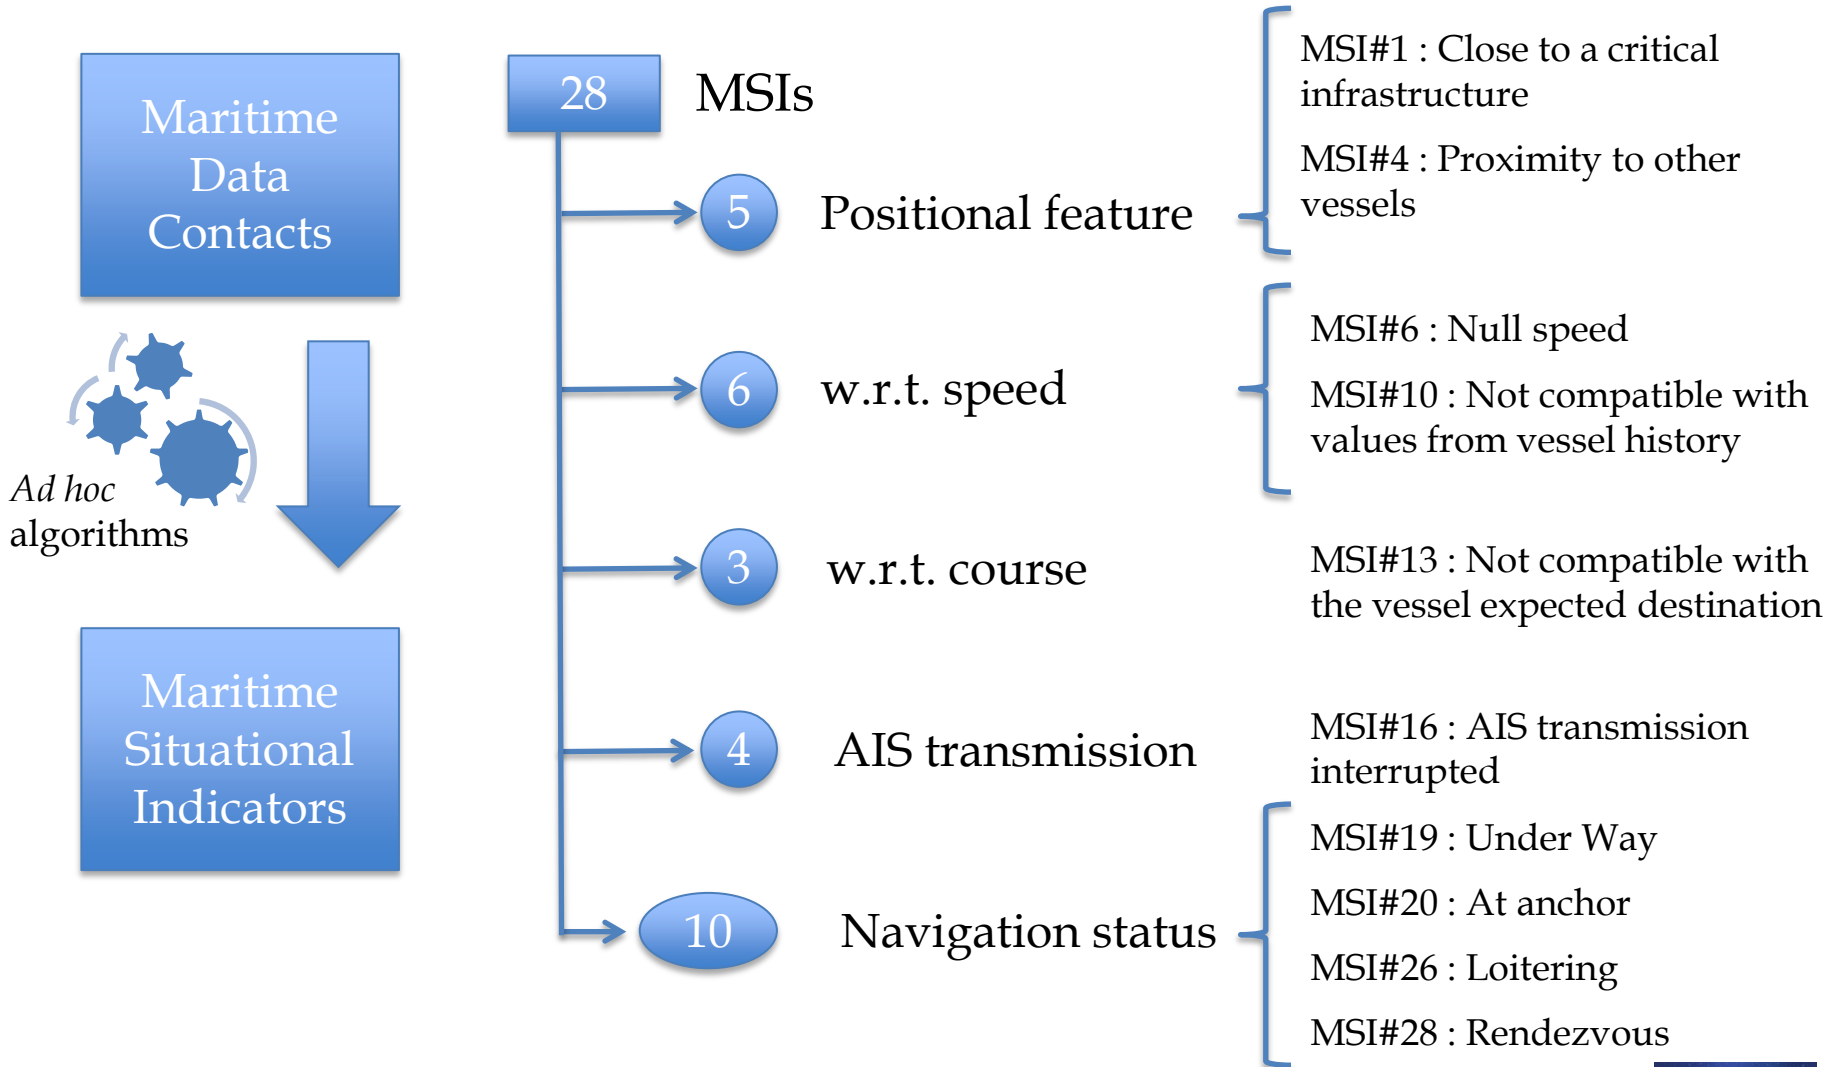 Maritime
Data
Contacts
Ad hoc
algorithms
Maritime
Situational
Indicators
28
MSIs
5
Positional feature
MSI#1 : Close to a critical
infrastructure
MSI#4 : Proximity to other
vessels
6
w.r.t. speed
MSI#6 : Null speed
MSI#10 : Not compatible with
values from vessel history
3
w.r.t. course
MSI#13 : Not compatible with
the vessel expected destination
4
AIS transmission
MSI#16 : AIS transmission
interrupted
10
Navigation status
MSI#19 : Under Way
MSI#20 : At anchor
MSI#26 : Loitering
MSI#28 : Rendezvous